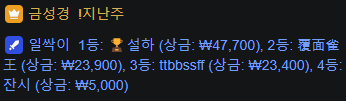 금성경 !지난주
일싹이 1등: 🏆설하 (상금: ₩47,700), 2등: 覆面雀
王 (상금: ₩23,900), 3등: ttbbssff (상금: ₩23,400), 4등:
잔시 (상금: ₩5,000)